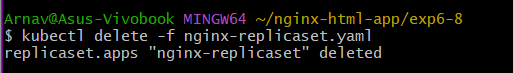 Arnav@Asus-Vivobook MINGW64 ~/nginx-html-app/exp6-8
$ kubectl delete -f nginx-replicaset.yaml
replicaset.apps "nginx-replicaset" deleted